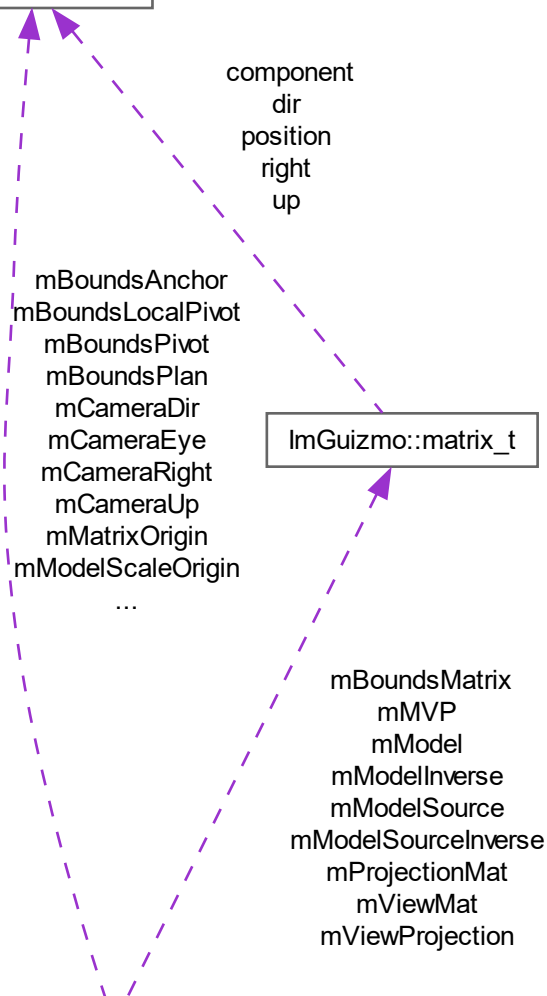 component
dir
position
right
up
mBoundsAnchor
mBoundsLocalPivot
mBoundsPivot
mBoundsPlan
mCameraDir
mCameraEye
mCameraRight
mCameraUp
mMatrixOrigin
mModelScaleOrigin
...
ImGuizmo::matrix_t
mBoundsMatrix
mMVP
mModel
mModelInverse
mModelSource
mModelSourceInverse
mProjectionMat
mViewMat
mViewProjection